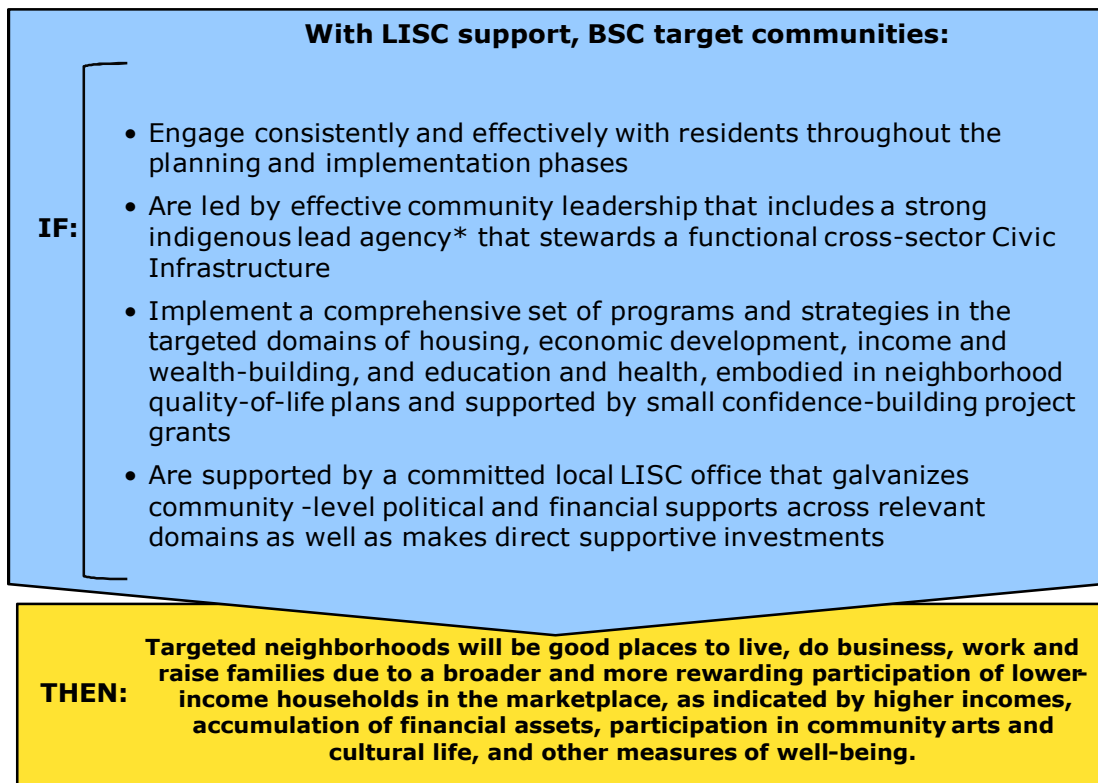 With LISC support, BSC target communities:
IF:
• Engage consistently and effectively with residents throughout the
planning and implementation phases
• Are led by effective community leadership that includes a strong
indigenous lead agency* that stewards a functional cross-sector Civic
Infrastructure
• Implement a comprehensive set of programs and strategies in the
targeted domains of housing, economic development, income and
wealth-building, and education and health, embodied in neighborhood
quality-of-life plans and supported by small confidence-building project
grants
• Are supported by a committed local LISC office that galvanizes
community -level political and financial supports across relevant
domains as well as makes direct supportive investments
THEN:
Targeted neighborhoods will be good places to live, do business, work and
raise families due to a broader and more rewarding participation of lower-
income households in the marketplace, as indicated by higher incomes,
accumulation of financial assets, participation in community arts and
cultural life, and other measures of well-being.